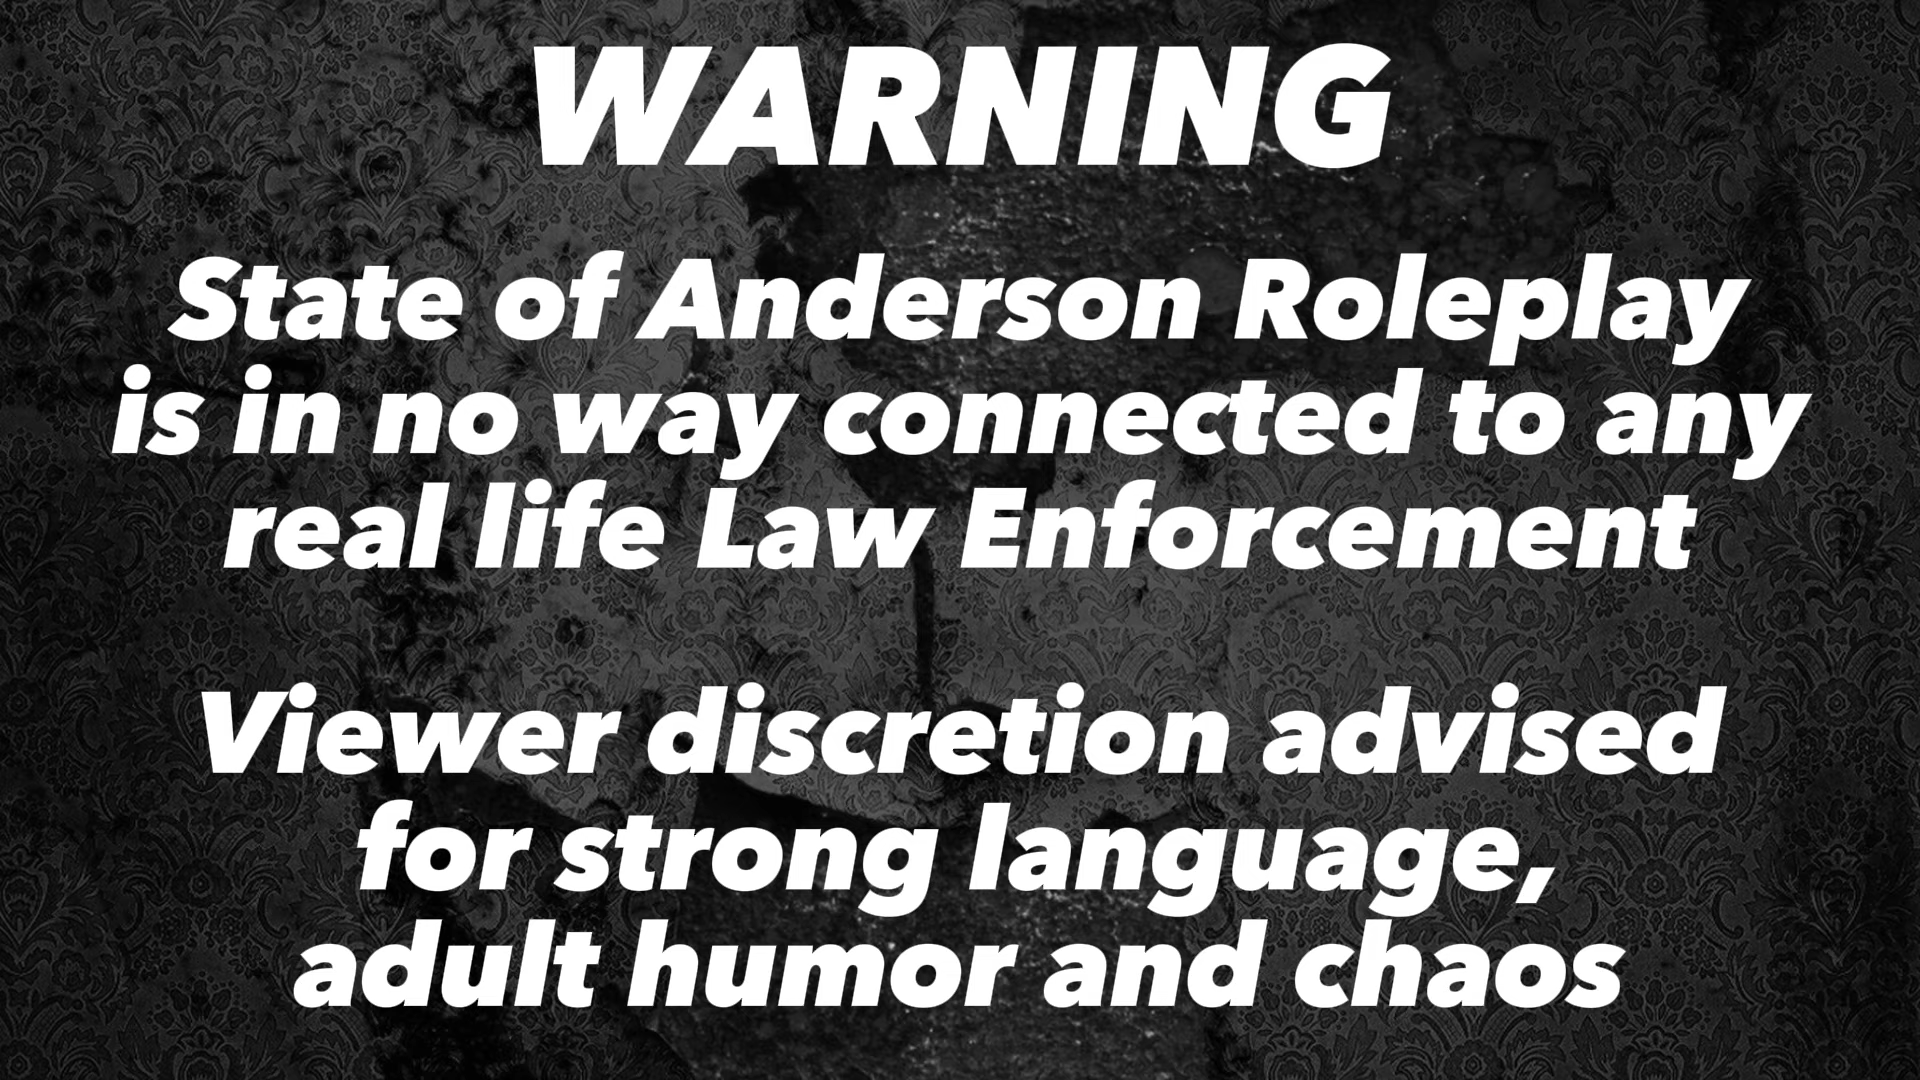 WARNING
State of Anderson Roleplay
is in no way connected to any
real life Law Enforcement
Viewer discretion advised
for strong language,
adult humor and chaos